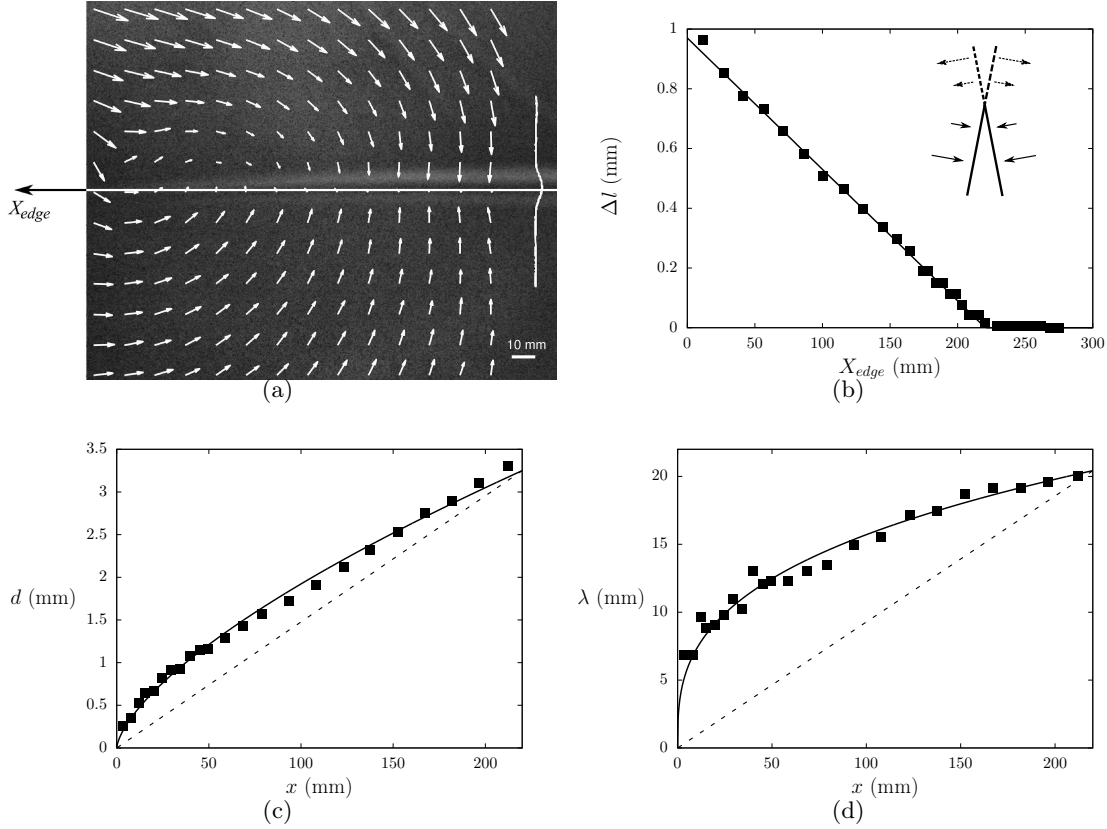 X_edge
10 mm
(a)
1
0.8
0.6
0.4
0.2
0
Δl (mm)
0 50 100 150 200 250 300
X_edge (mm)
(b)
3.5
3
2.5
2
1.5
1
0.5
0
d (mm)
0 50 100 150 200
x (mm)
(c)
20
15
10
5
0
λ (mm)
0 50 100 150 200
x (mm)
(d)